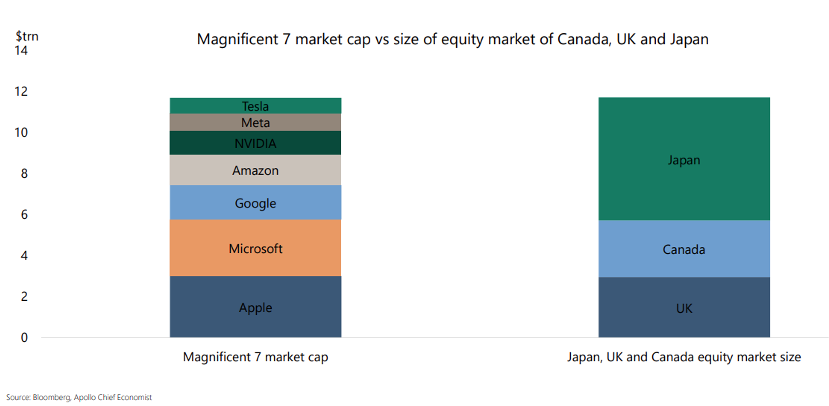 $trn
Magnificent 7 market cap vs size of equity market of Canada, UK and Japan
14
12
10
8
6
4
2
0
Tesla
Meta
NVIDIA
Amazon
Google
Microsoft
Apple
Japan
Canada
UK
Magnificent 7 market cap
Japan, UK and Canada equity market size
Source: Bloomberg, Apollo Chief Economist